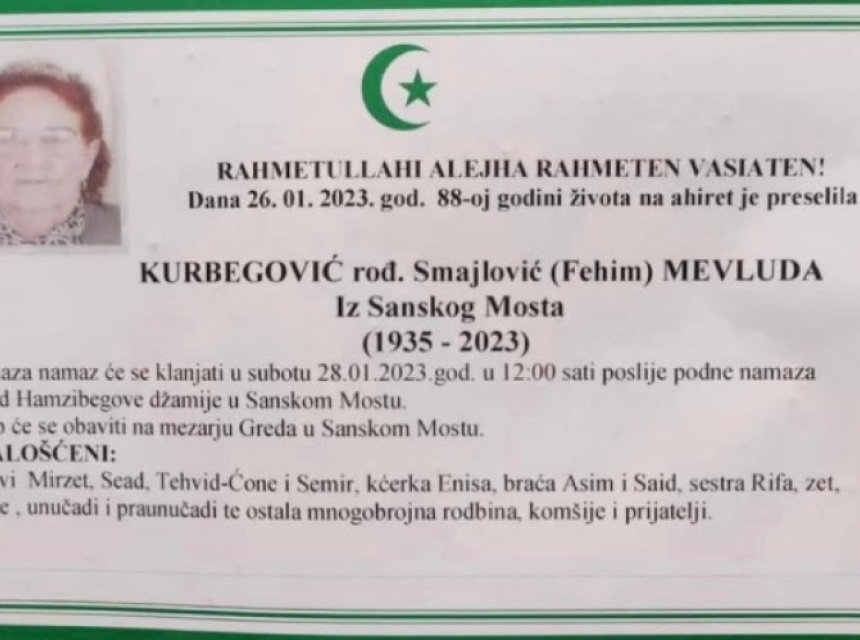 RAHMETULLAHI ALEJHA RAHMETEN VASIATEN!
Dana 26. 01. 2023. god. 88-oj godini života na ahiret je preselila
KURBEGOVIĆ rođ. Smajlović (Fehim) MEVLUDA
Iz Sanskog Mosta
(1935 - 2023)
aza namaz će se klanjati u subotu 28.01.2023.god. u 12:00 sati poslije podne namaza
d Hamzibegove džamije u Sanskom Mostu.
o će se obaviti na mezarju Greda u Sanskom Mostu.
ALOŠĆENI:
vi Mirzet, Sead, Tehvid-Ćone i Semir, kćerka Enisa, braća Asim i Said, sestra Rifa, zet,
e , unučadi i praunučadi te ostala mnogobrojna rodbina, komšije i prijatelji.